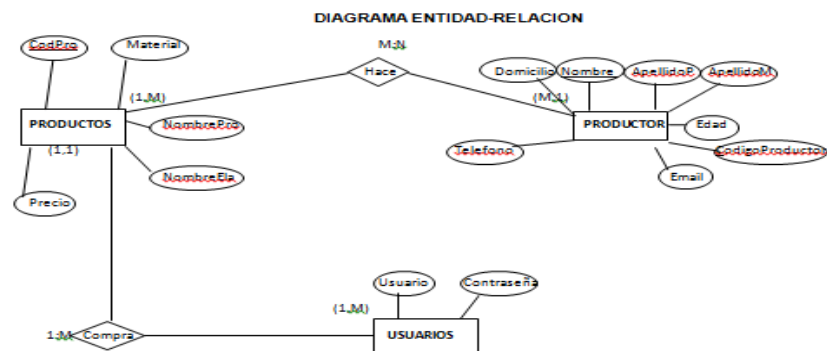 DIAGRAMA ENTIDAD-RELACION
CodPro
Material
M:N
Hace
Domicilio
Nombre
ApellidoP
ApellidoM
(1,M)
(M,1)
PRODUCTOS
NombrePro
PRODUCTOR
Edad
(1,1)
Telefono
CodigoProductor
NombreEla
Email
Precio
Usuario
Contraseña
(1,M)
1:M
Compra
USUARIOS